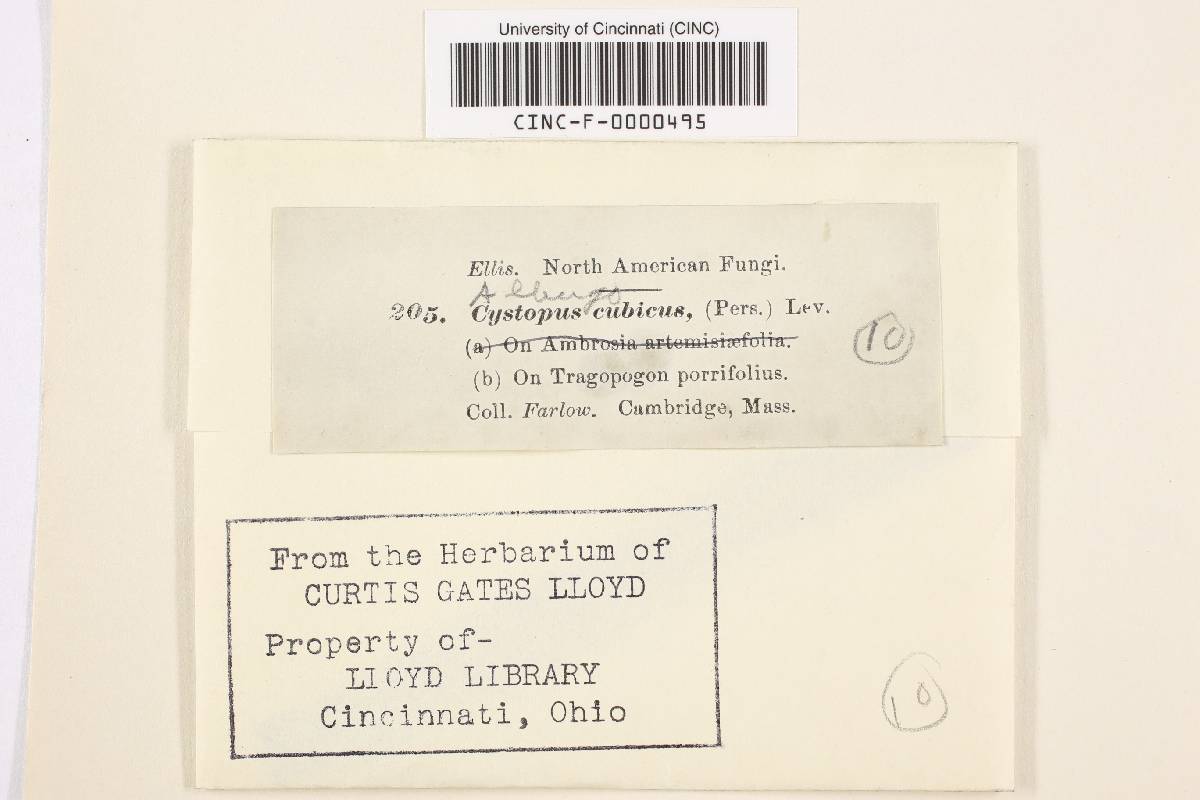 University of Cincinnati (CINC)
CINC-F-0000495
Ellis. North American Fungi.
Albugo
205. Cystopus cubicus, (Pers.) Lev.
(a) On Ambrosia artemisiæfolia.
(b) On Tragopogon porrifolius.
Coll. Farlow. Cambridge, Mass.
10
From the Herbarium of
CURTIS GATES LLOYD
Property of-
LLOYD LIBRARY
Cincinnati, Ohio
10